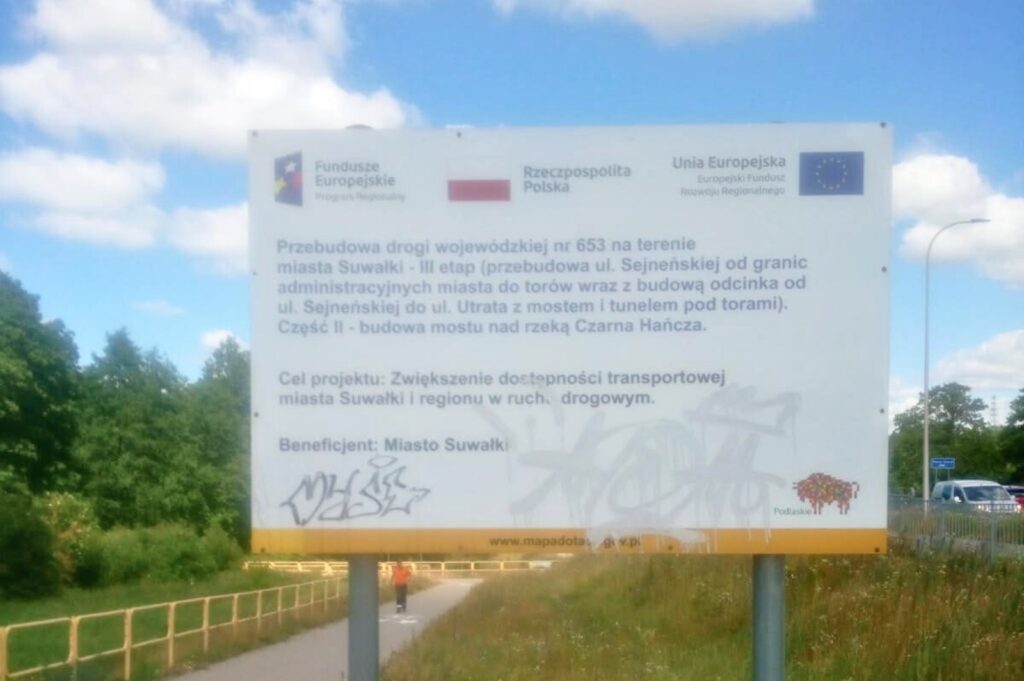 Fundusze
Europejskie
Program Regionalny
Rzeczpospolita
Polska
Unia Europejska
Europejski Fundusz
Rozwoju Regionalnego
Przebudowa drogi wojewódzkiej nr 653 na terenie
miasta Suwałki - III etap (przebudowa ul. Sejneńskiej od granic
administracyjnych miasta do torów wraz z budową odcinka od
ul. Sejneńskiej do ul. Utrata z mostem i tunelem pod torami).
Część II - budowa mostu nad rzeką Czarna Hańcza.
Cel projektu: Zwiększenie dostępności transportowej
miasta Suwałki i regionu w ruch. drogowym.
Beneficjent: Miasto Suwałki
Podlaskie